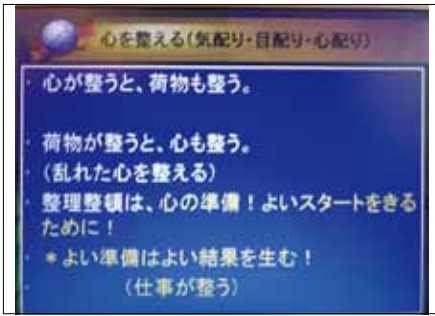 心を整える(気配り・目配り・心配り)
・心が整うと、荷物も整う。
・荷物が整うと、心も整う。
・(乱れた心を整える)
・整理整頓は、心の準備！よいスタートをきる
ために！
・＊よい準備はよい結果を生む！
・(仕事が整う)